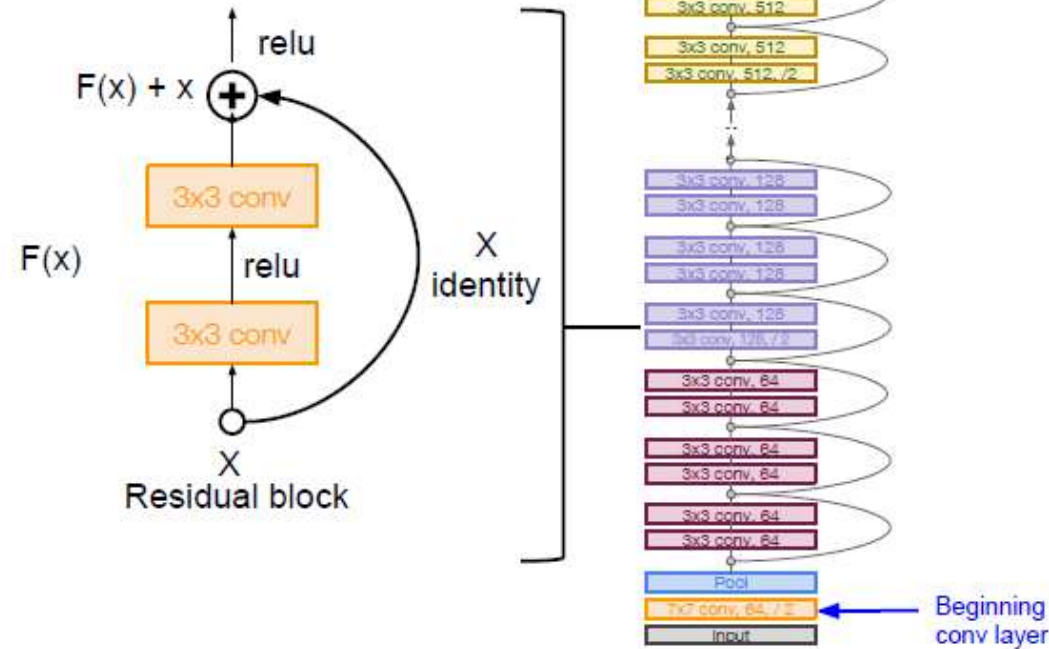 relu
F(x) + x
+
3x3 conv
F(x)
relu
3x3 conv
X
Residual block
X
identity
3x3 conv, 512
3x3 conv, 512
3x3 conv, 512, /2
..
3x3 conv, 128
3x3 conv, 128
3x3 conv, 128
3x3 conv, 128
3x3 conv, 128
3x3 conv, 128, / 2
3x3 conv, 64
3x3 conv, 64
3x3 conv, 64
3x3 conv, 64
3x3 conv, 64
3x3 conv, 64
Pool
7x7 conv, 64, / 2
Input
Beginning
conv layer